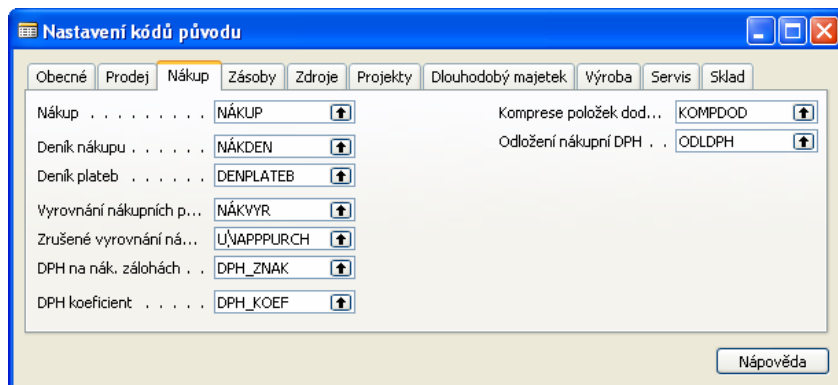 Nastavení kódů původu
Obecné Prodej Nákup Zásoby Zdroje Projekty Dlouhodobý majetek Výroba Servis Sklad
Nákup . . . . . . . . . NÁKUP Komprese položek dod... KOMPDOD
Deník nákupu . . . . . . NÁKDEN Odložení nákupní DPH . . ODLDPH
Deník plateb . . . . . . DENPLATEB
Vyrovnání nákupních p... NÁKVYR
Zrušené vyrovnání ná... UNAPPPURCH
DPH na nák. zálohách . . DPH_ZNAK
DPH koeficient . . . . . DPH_KOEF
Nápověda